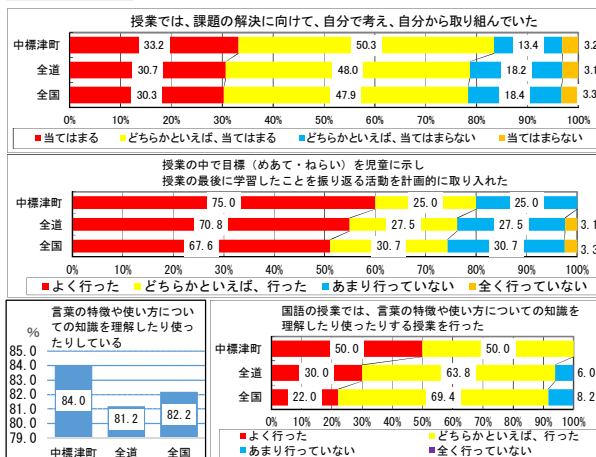 授業では、課題の解決に向けて、自分で考え、自分から取り組んでいた
中標津町 33.2 50.3 13.4 3.2
全道 30.7 48.0 18.2 3.1
全国 30.3 47.9 18.4 3.3
0% 10% 20% 30% 40% 50% 60% 70% 80% 90% 100%
当てはまる どちらかといえば、当てはまる どちらかといえば、当てはまらない 当てはまらない
授業の中で目標（めあて・ねらい）を児童に示し
授業の最後に学習したことを振り返る活動を計画的に取り入れた
中標津町 75.0 25.0 25.0
全道 70.8 27.5 27.5 3.1
全国 67.6 30.7 30.7 3.3
0% 10% 20% 30% 40% 50% 60% 70% 80% 90% 100%
よく行った どちらかといえば、行った あまり行っていない 全く行っていない
言葉の特徴や使い方につい
ての知識を理解したり使っ
たりしている
%
85.0
84.0
83.0
82.0
81.0
80.0
79.0
84.0 81.2 82.2
中標津町 全道 全国
国語の授業では、言葉の特徴や使い方についての知識を
理解したり使ったりする授業を行った
中標津町 50.0 50.0
全道 30.0 63.8 6.0
全国 22.0 69.4 8.2
0% 10% 20% 30% 40% 50% 60% 70% 80% 90% 100%
よく行った どちらかといえば、行った
あまり行っていない 全く行っていない